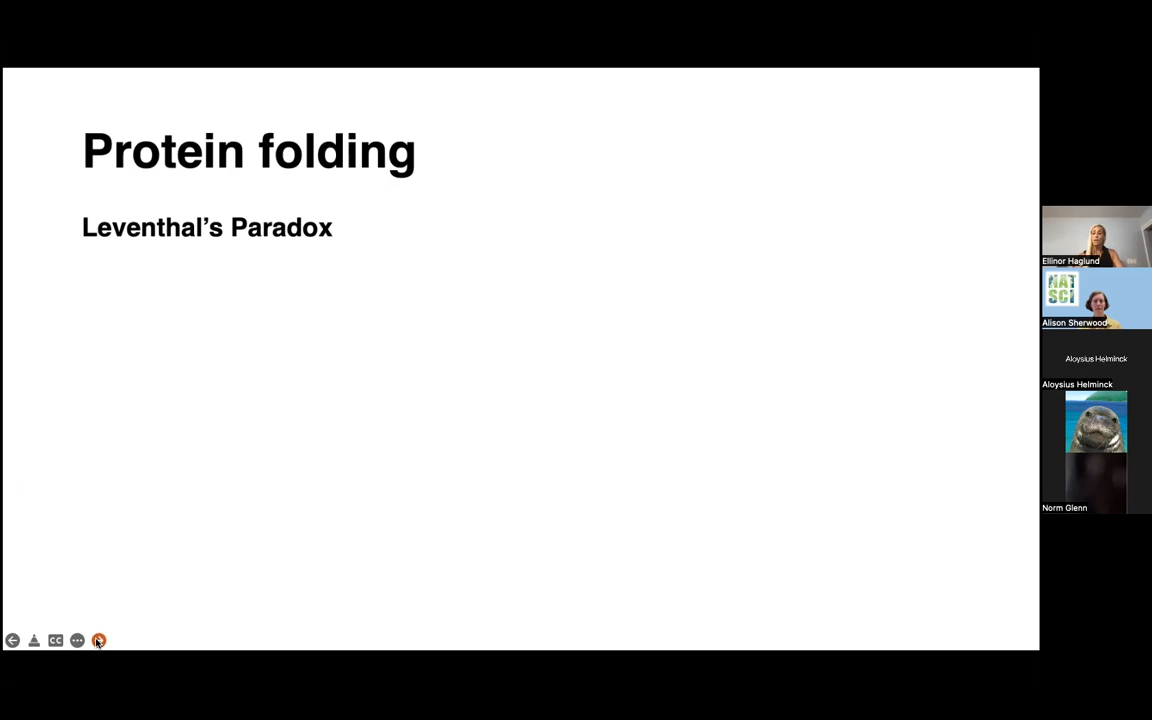 Protein folding
Leventhal’s Paradox
Ellinor Haglund
NAT
SCI
Alison Sherwood
Aloysius Helminck
Aloysius Helminck
Norm Glenn
CC